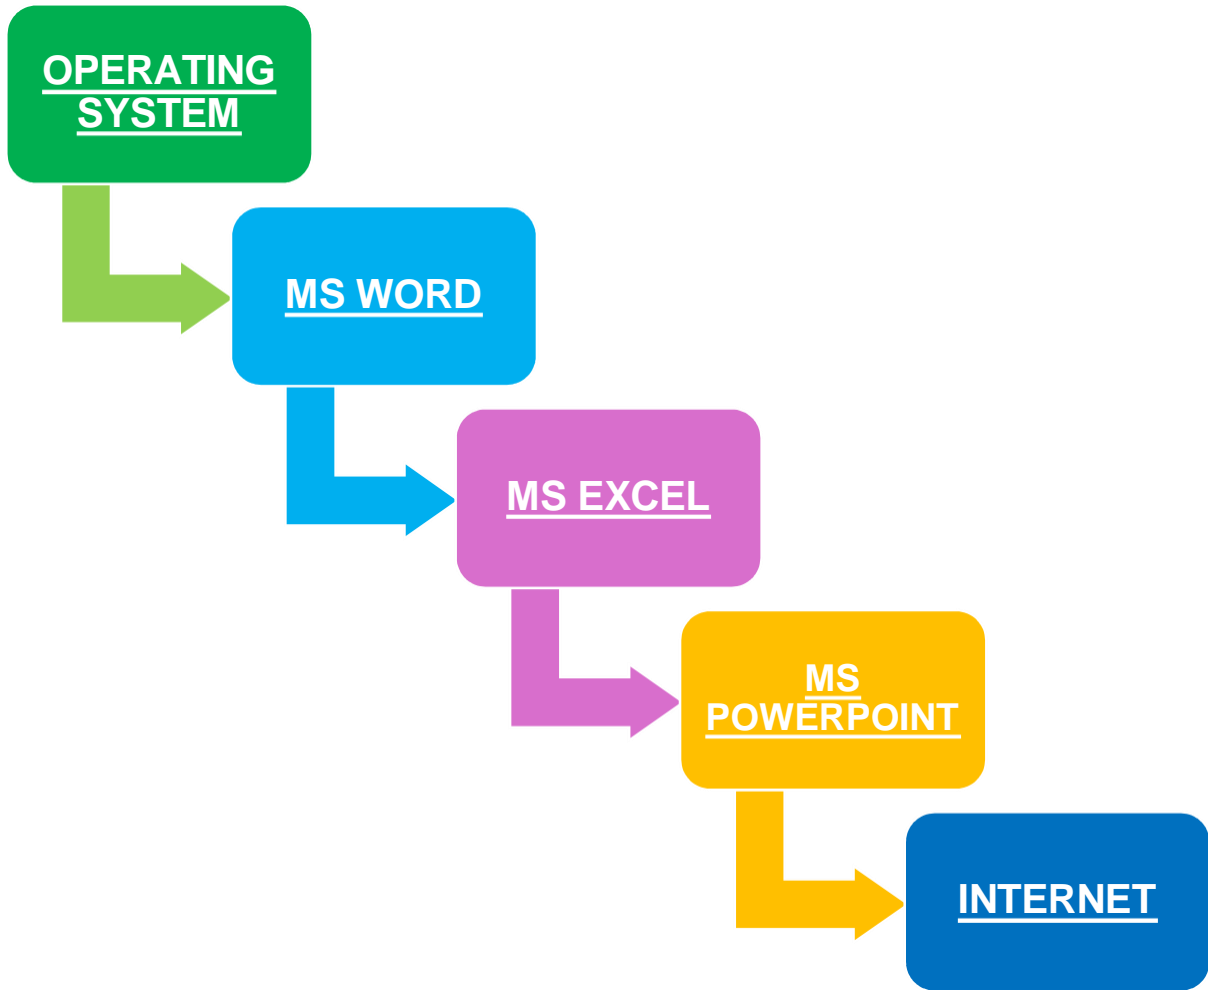 OPERATING
SYSTEM
MS WORD
MS EXCEL
MS
POWERPOINT
INTERNET